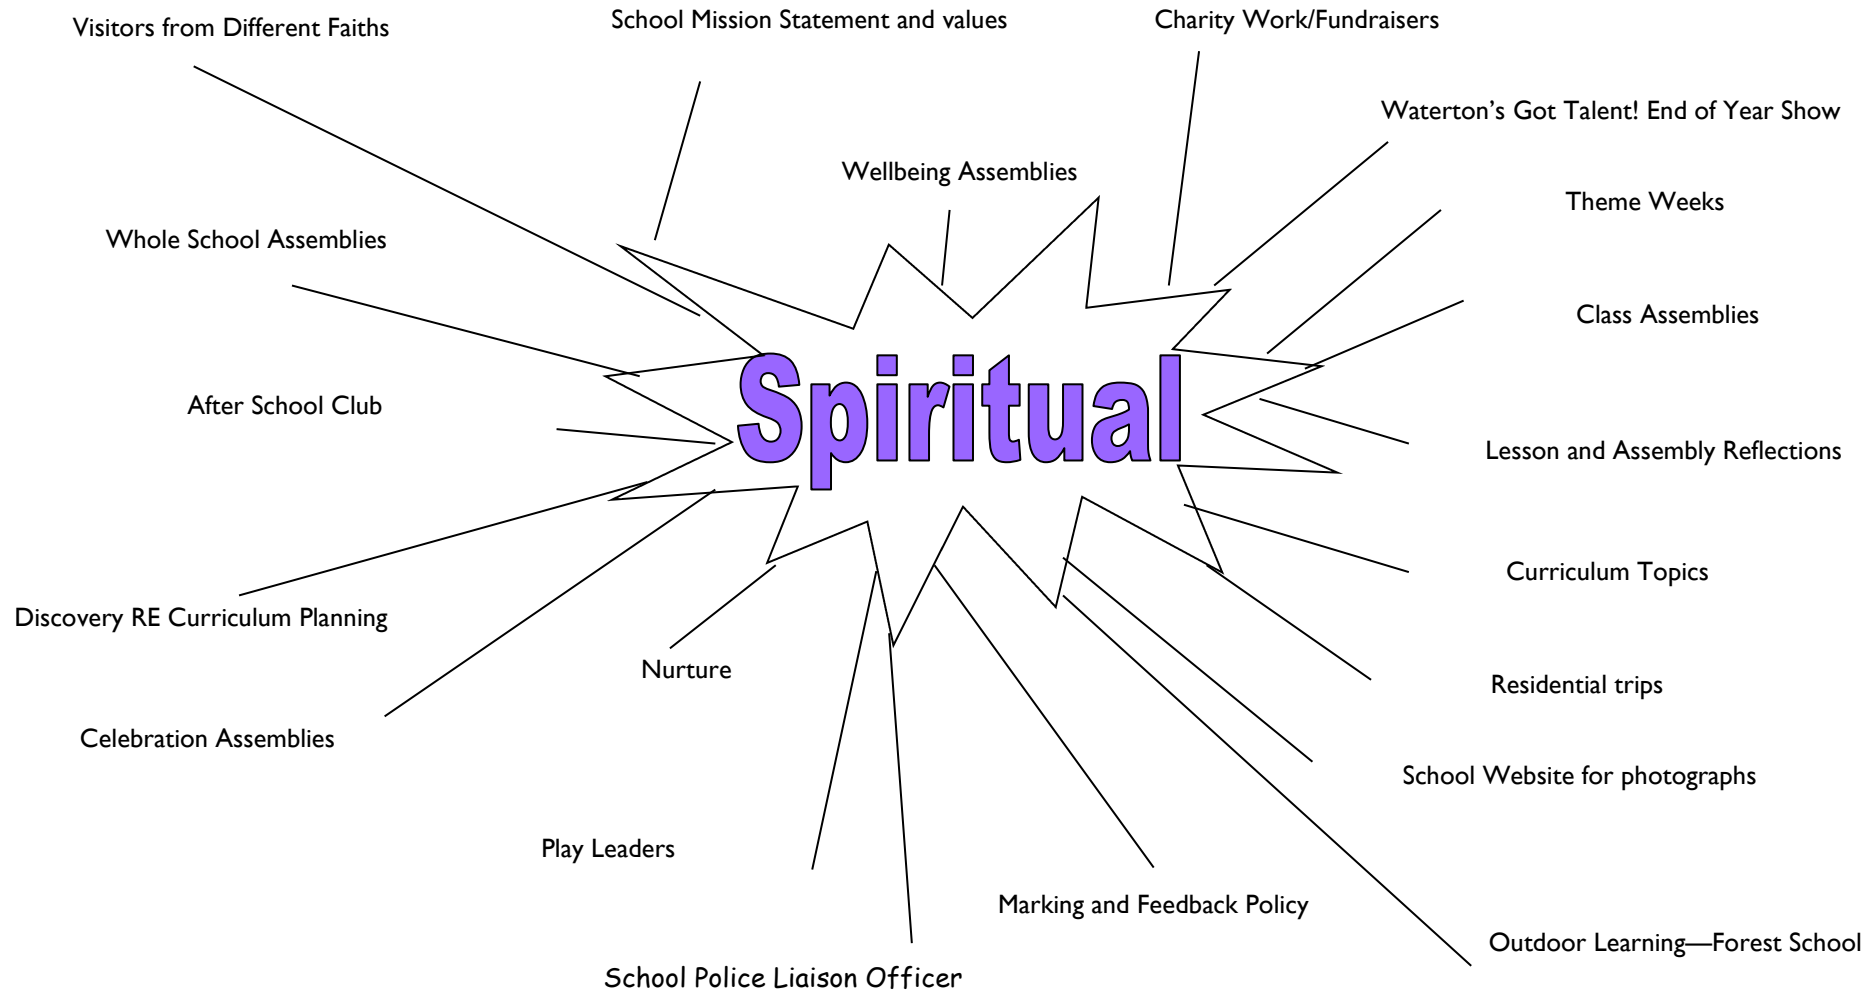 School Mission Statement and values
Charity Work/Fundraisers
Visitors from Different Faiths
Waterton's Got Talent! End of Year Show
Wellbeing Assemblies
Theme Weeks
Whole School Assemblies
Class Assemblies
After School Club
Spiritual
Lesson and Assembly Reflections
Curriculum Topics
Discovery RE Curriculum Planning
Nurture
Residential trips
Celebration Assemblies
School Website for photographs
Play Leaders
Marking and Feedback Policy
Outdoor Learning—Forest School
School Police Liaison Officer